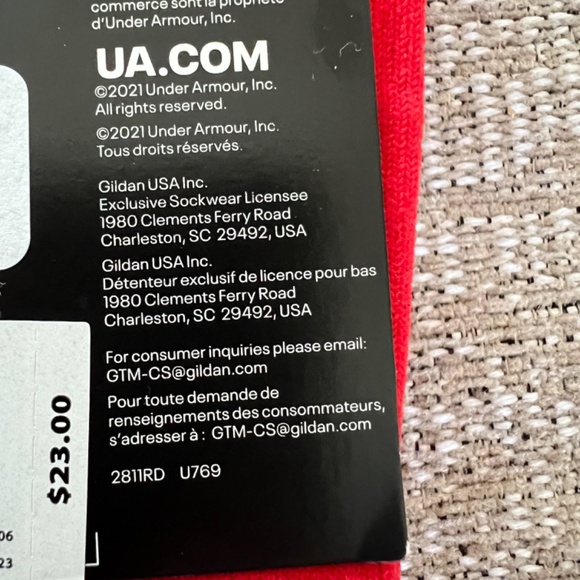 commerce sont la propriété
d'Under Armour, Inc.
UA.COM
©2021 Under Armour, Inc.
All rights reserved.
©2021 Under Armour, Inc.
Tous droits réservés.
Gildan USA Inc.
Exclusive Sockwear Licensee
1980 Clements Ferry Road
Charleston, SC 29492, USA
Gildan USA Inc.
Détenteur exclusif de licence pour bas
1980 Clements Ferry Road
Charleston, SC 29492, USA
For consumer inquiries please email:
GTM-CS@gildan.com
Pour toute demande de
renseignements des consommateurs,
s'adresser à : GTM-CS@gildan.com
2811RD U769
$23.00
06
23